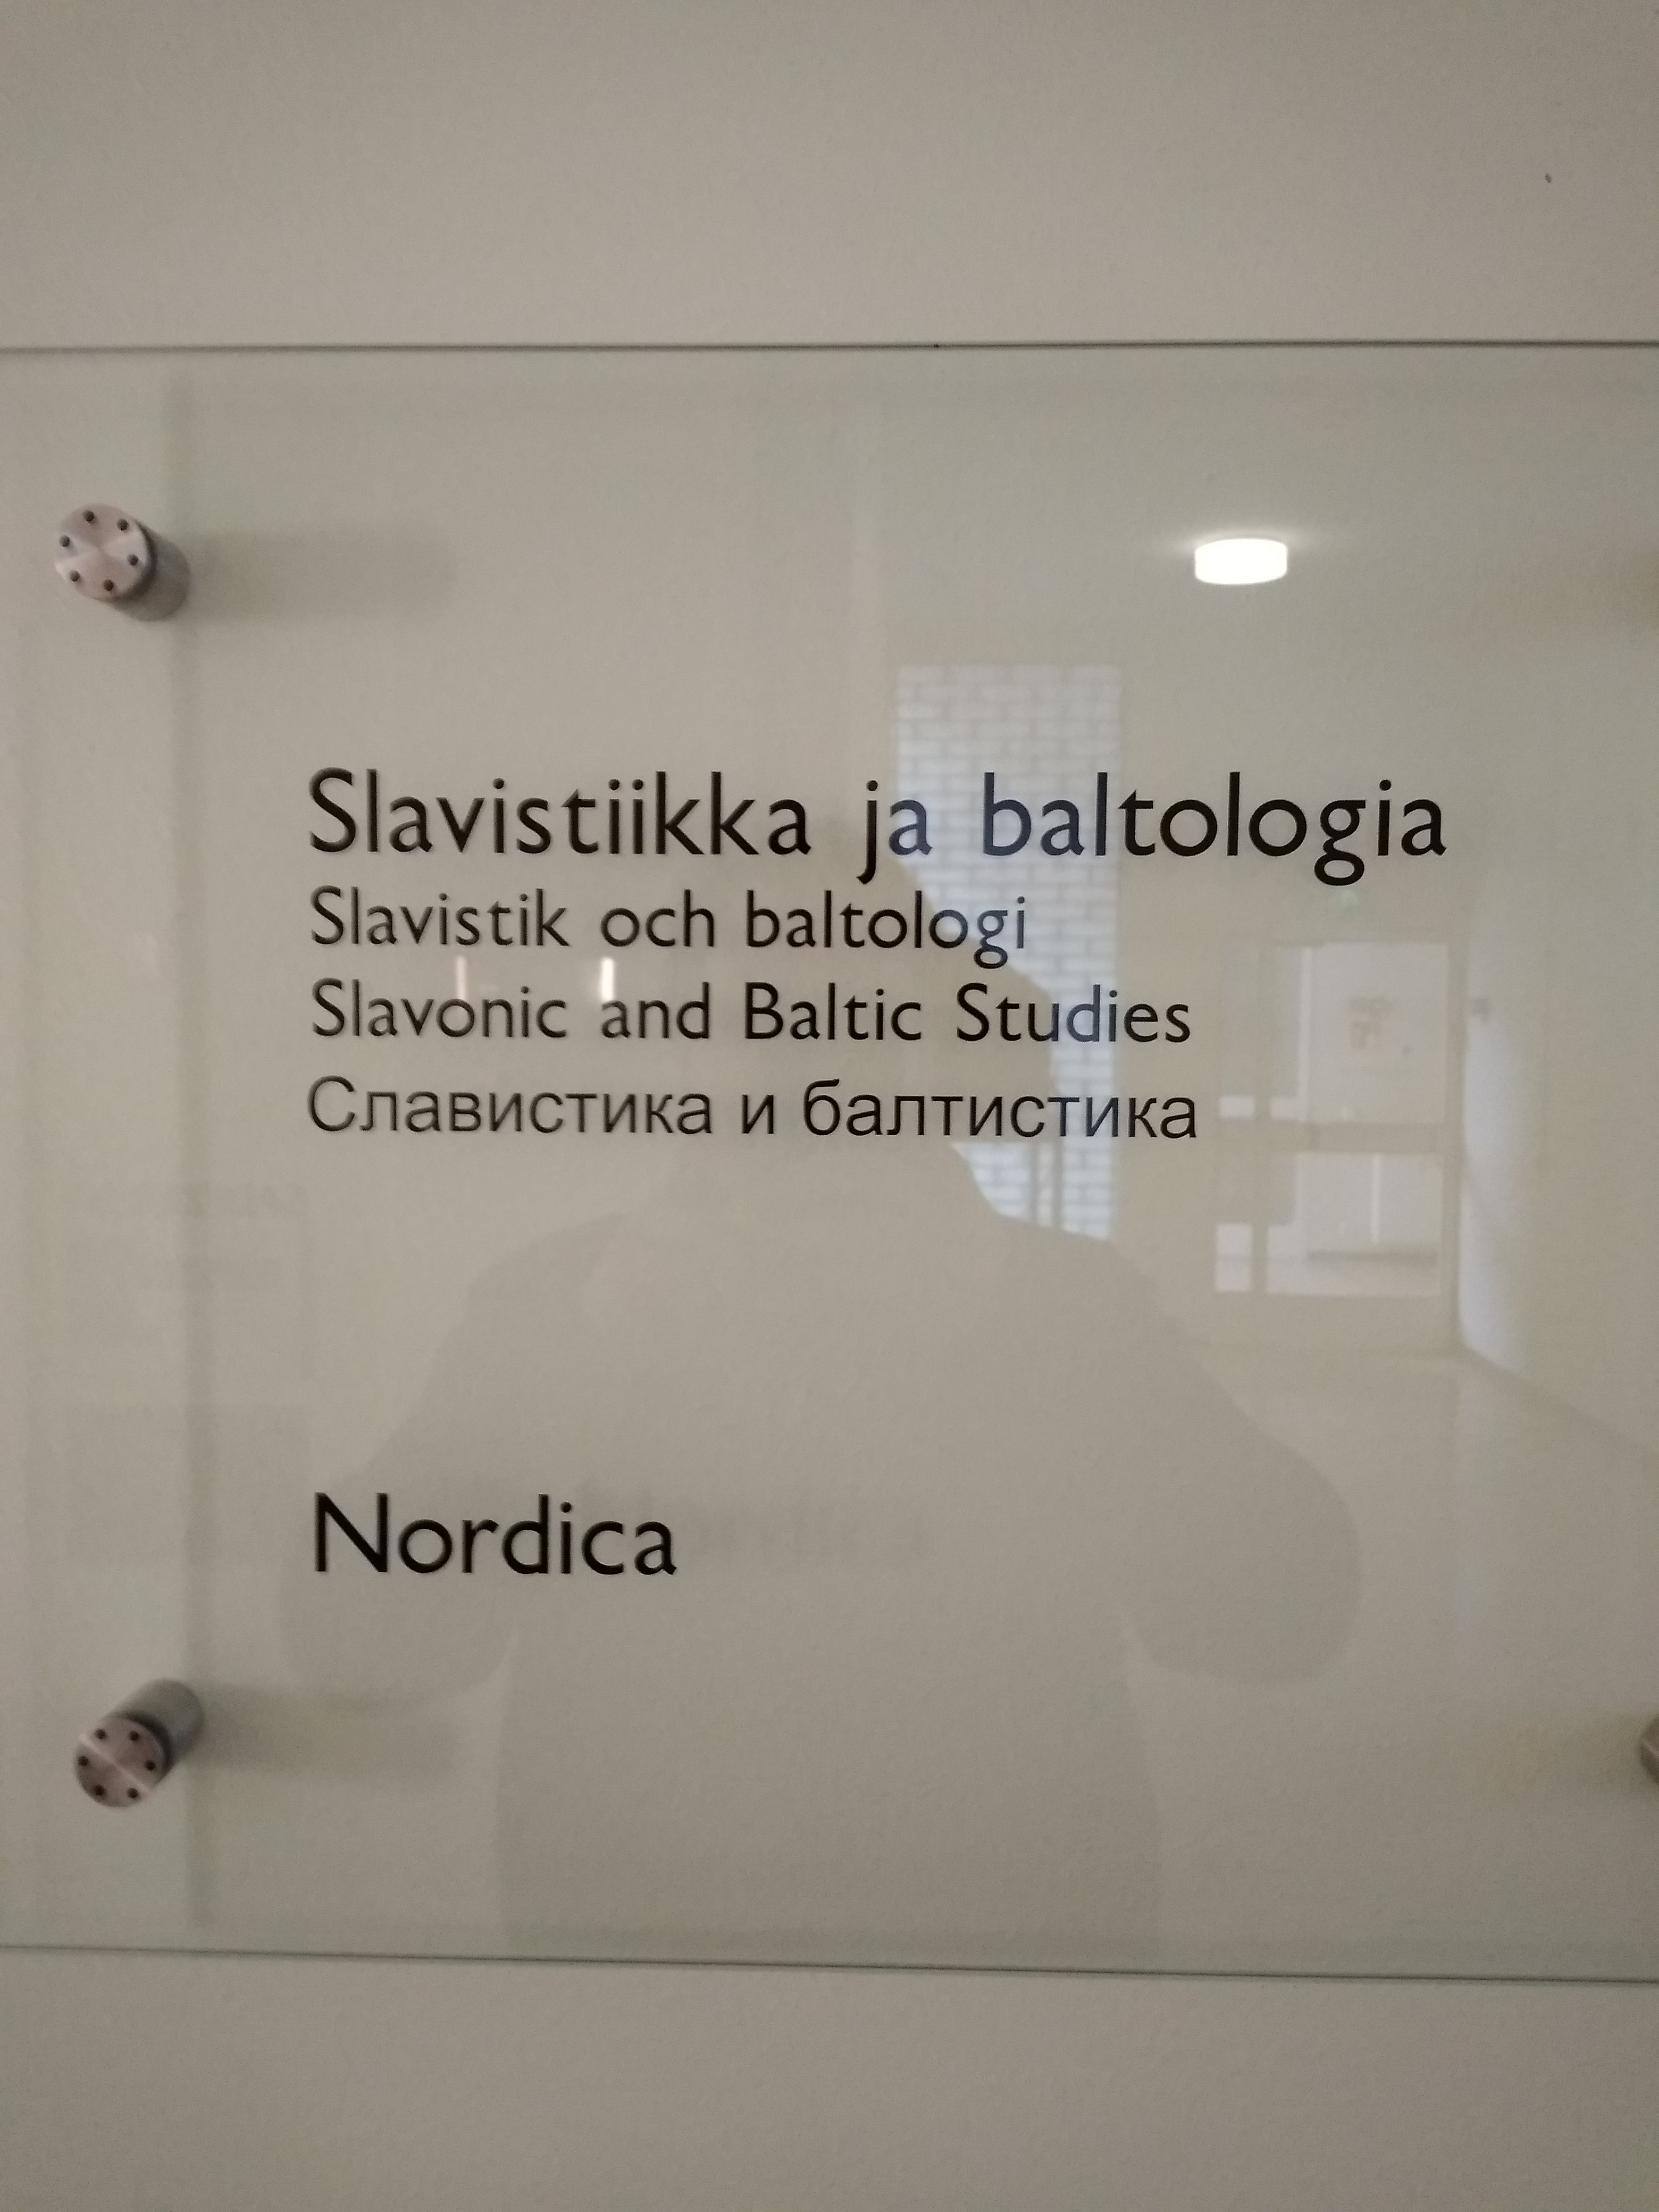 Slavistiikka ja baltologia
Slavistik och baltologi
Slavonic and Baltic Studies
Славистика и балтистика
Nordica